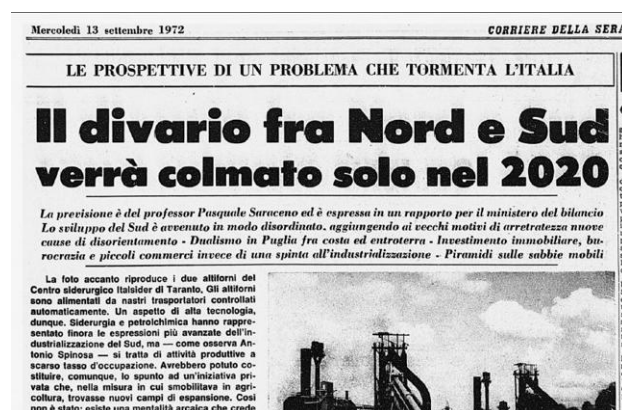 Mercoledì 13 settembre 1972
CORRIERE DELLA SERA
LE PROSPETTIVE DI UN PROBLEMA CHE TORMENTA L'ITALIA
Il divario fra Nord e Sud
verrà colmato solo nel 2020
La previsione è del professor Pasquale Saraceno ed è espressa in un rapporto per il ministero del bilancio
Lo sviluppo del Sud è avvenuto in modo disordinato, aggiungendo ai vecchi motivi di arretratezza nuove
cause di disorientamento - Dualismo in Puglia fra costa ed entroterra - Investimento immobiliare, bu-
rocrazia e piccoli commerci invece di una spinta all'industrializzazione - Piramidi sulle sabbie mobili
La foto accanto riproduce i due altiforni del
Centro siderurgico Italsider di Taranto, Gli altiforni
sono alimentati da nastri trasportatori controllati
automaticamente. Un aspetto di alta tecnologia,
dunque. Siderurgia e petrolchimica hanno rappre-
sentato finora le espressioni più avanzate dell'in-
dustrializzazione del Sud, ma — come osserva An-
tonio Spinosa — si tratta di attività produttive a
scarso tasso d'occupazione. Avrebbero potuto co-
stituire, comunque, lo spunto ad un'iniziativa pri-
vata che, nella misura in cui smobilitava in agri-
coltura, trovasse nuovi campi di espansione. Così
non è stato: esiste una mentalità arcaica che crede